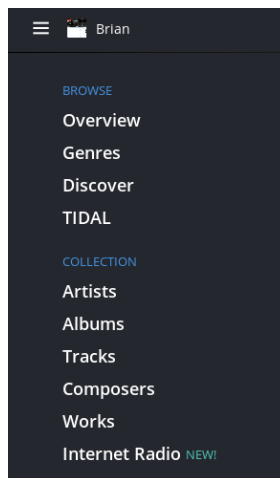 Brian
BROWSE
Overview
Genres
Discover
TIDAL
COLLECTION
Artists
Albums
Tracks
Composers
Works
Internet Radio NEW!